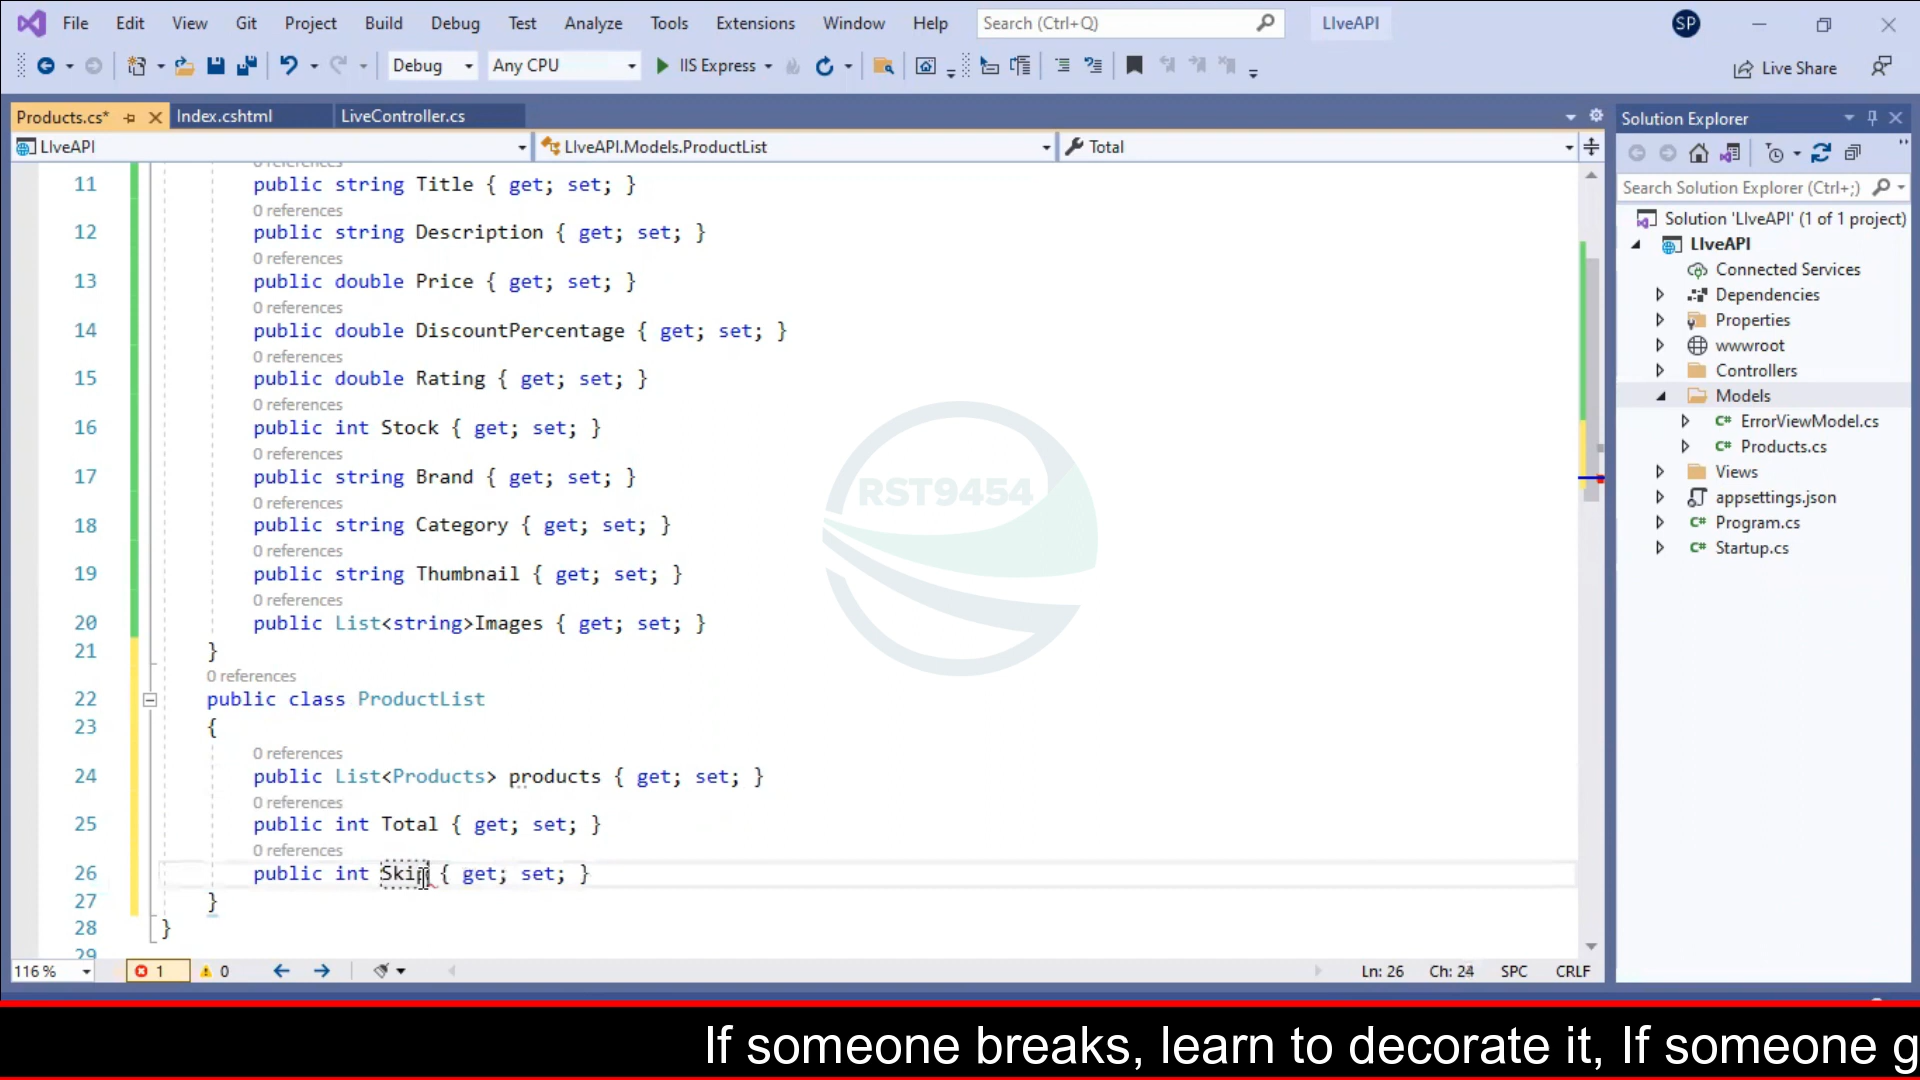 File Edit View Git Project Build Debug Test Analyze Tools Extensions Window Help Search (Ctrl+Q) LIveAPI SP
Debug Any CPU IIS Express Live Share
Products.cs* Index.cshtml LiveController.cs
LIveAPI LIveAPI.Models.ProductList Total
0 references
11 public string Title { get; set; }
0 references
12 public string Description { get; set; }
0 references
13 public double Price { get; set; }
0 references
14 public double DiscountPercentage { get; set; }
0 references
15 public double Rating { get; set; }
0 references
16 public int Stock { get; set; }
0 references
17 public string Brand { get; set; }
0 references
18 public string Category { get; set; }
0 references
19 public string Thumbnail { get; set; }
0 references
20 public List<string>Images { get; set; }
21 }
0 references
22 public class ProductList
23 {
0 references
24 public List<Products> products { get; set; }
0 references
25 public int Total { get; set; }
0 references
26 public int Skip { get; set; }
27 }
28 }
29
RST9454
116 % 1 0 Ln: 26 Ch: 24 SPC CRLF
Solution Explorer
Search Solution Explorer (Ctrl+;)
Solution 'LIveAPI' (1 of 1 project)
LIveAPI
Connected Services
Dependencies
Properties
wwwroot
Controllers
Models
C# ErrorViewModel.cs
C# Products.cs
Views
appsettings.json
C# Program.cs
C# Startup.cs
If someone breaks, learn to decorate it, If someone g